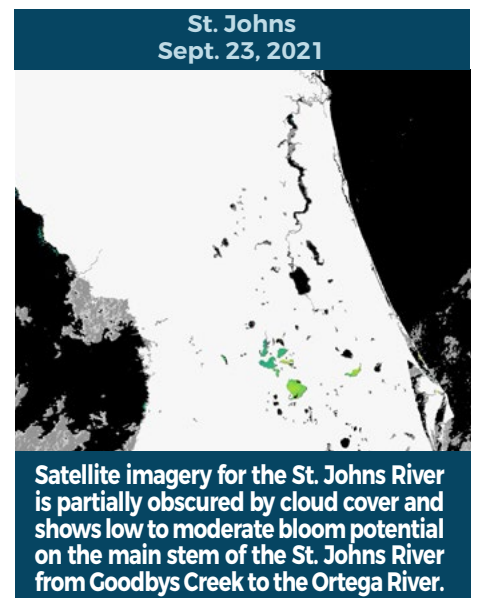 St. Johns
Sept. 23, 2021
Satellite imagery for the St. Johns River
is partially obscured by cloud cover and
shows low to moderate bloom potential
on the main stem of the St. Johns River
from Goodbys Creek to the Ortega River.